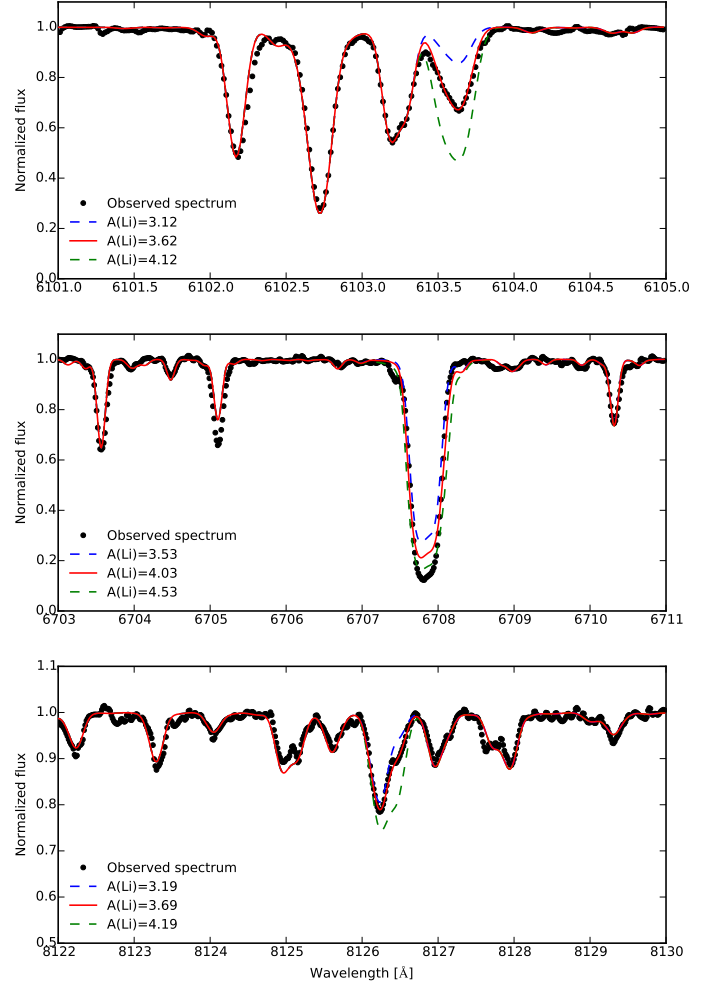 1.0
0.8
0.6
0.4
0.2
0.0
Normalized flux
Observed spectrum
A(Li)=3.12
A(Li)=3.62
A(Li)=4.12
6101.0 6101.5 6102.0 6102.5 6103.0 6103.5 6104.0 6104.5 6105.0
1.0
0.8
0.6
0.4
0.2
0.0
Normalized flux
Observed spectrum
A(Li)=3.53
A(Li)=4.03
A(Li)=4.53
6703 6704 6705 6706 6707 6708 6709 6710 6711
1.1
1.0
0.9
0.8
0.7
0.6
0.5
Normalized flux
Observed spectrum
A(Li)=3.19
A(Li)=3.69
A(Li)=4.19
8122 8123 8124 8125 8126 8127 8128 8129 8130
Wavelength [Å]